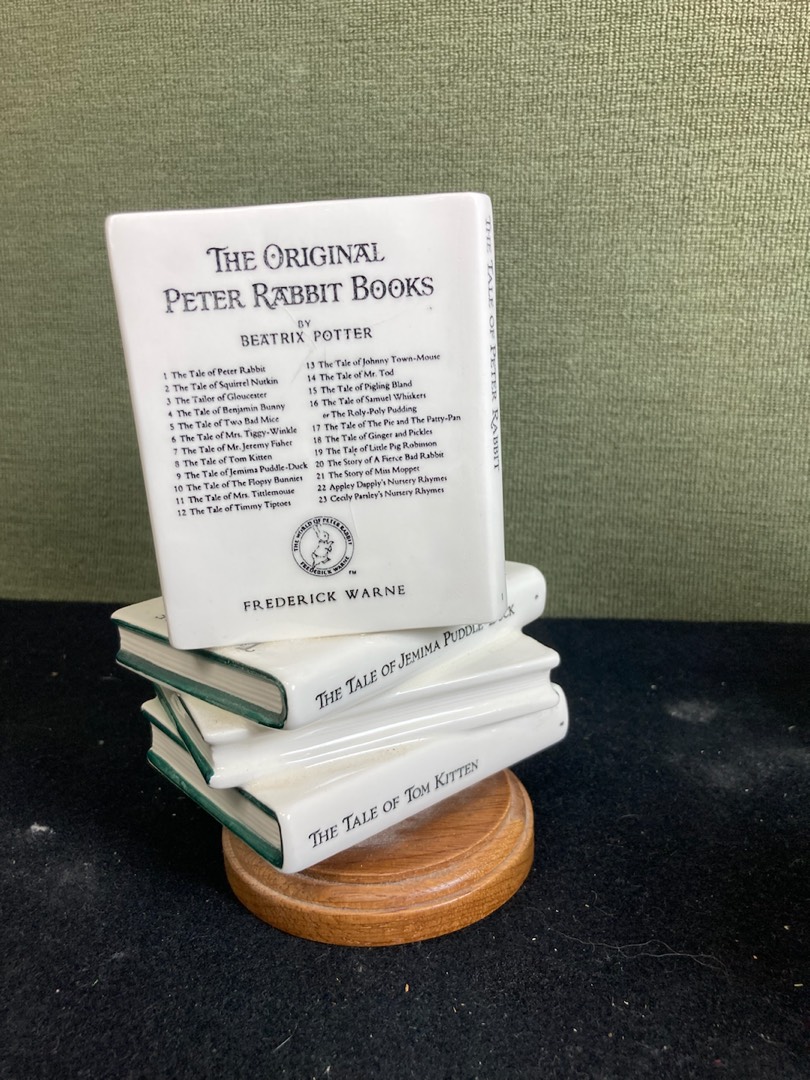 THE ORIGINAL
PETER RABBIT BOOKS
BY
BEATRIX POTTER
1 The Tale of Peter Rabbit
2 The Tale of Squirrel Nutkin
3 The Tailor of Gloucester
4 The Tale of Benjamin Bunny
5 The Tale of Two Bad Mice
6 The Tale of Mrs. Tiggy-Winkle
7 The Tale of Mr. Jeremy Fisher
8 The Tale of Tom Kitten
9 The Tale of Jemima Puddle-Duck
10 The Tale of The Flopsy Bunnies
11 The Tale of Mrs. Tittlemouse
12 The Tale of Timmy Tiptoes
13 The Tale of Johnny Town-Mouse
14 The Tale of Mr. Tod
15 The Tale of Pigling Bland
16 The Tale of Samuel Whiskers
or The Roly-Poly Pudding
17 The Tale of The Pie and The Patty-Pan
18 The Tale of Ginger and Pickles
19 The Tale of Little Pig Robinson
20 The Story of A Fierce Bad Rabbit
21 The Story of Miss Moppet
22 Appley Dapply's Nursery Rhymes
23 Cecily Parsley's Nursery Rhymes
THE WORLD OF PETER RABBIT
FREDERICK WARNE
TM
FREDERICK WARNE
THE TALE OF PETER RABBIT
THE TALE OF JEMIMA PUDDLE-DUCK
THE TALE OF TOM KITTEN